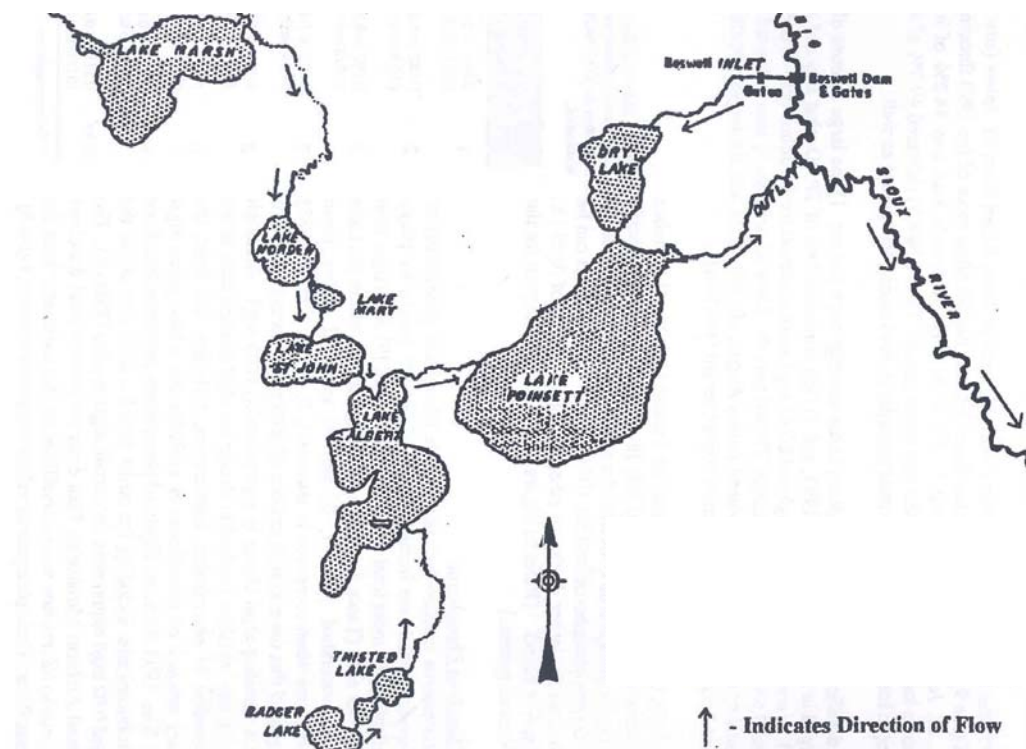 LAKE MARSH
Boswell INLET
Gates
Boswell Dam
& Gates
DRY
LAKE
OUTLET
SIOUX
RIVER
LAKE
NORDEN
LAKE
MARY
LAKE
ST JOHN
LAKE
ALBERT
LAKE
POINSETT
THISTED
LAKE
BADGER
LAKE
- Indicates Direction of Flow